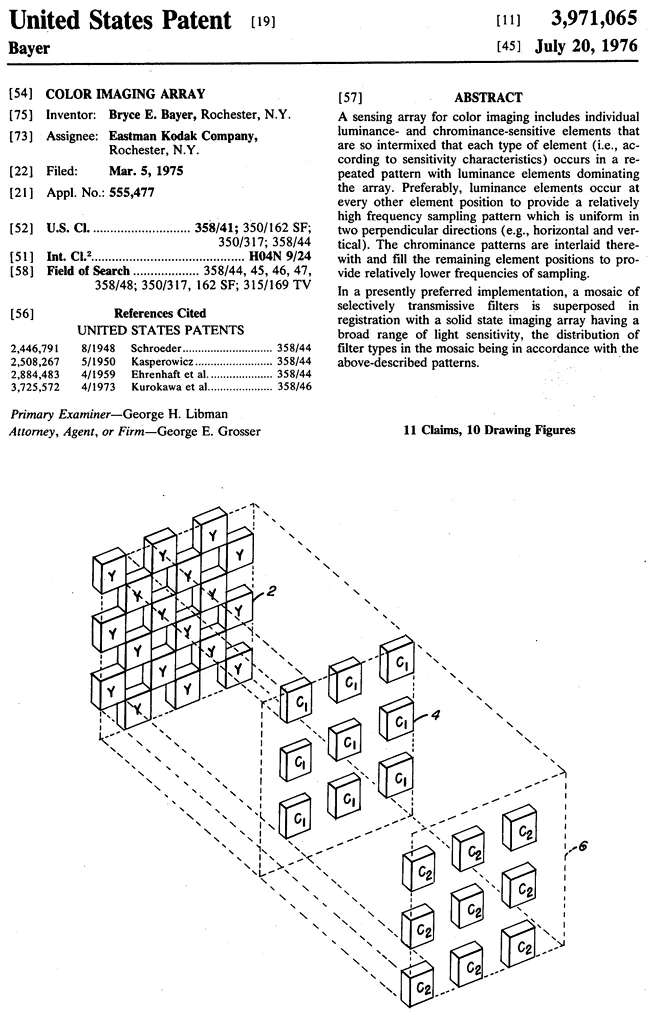 United States Patent [19]
[11] 3,971,065
Bayer
[45] July 20, 1976
[54] COLOR IMAGING ARRAY
[75] Inventor: Bryce E. Bayer, Rochester, N.Y.
[73] Assignee: Eastman Kodak Company,
Rochester, N.Y.
[22] Filed: Mar. 5, 1975
[21] Appl. No.: 555,477
[52] U.S. Cl. ............................ 358/41; 350/162 SF;
350/317; 358/44
[51] Int. Cl.² ............................................ H04N 9/24
[58] Field of Search .................. 358/44, 45, 46, 47,
358/48; 350/317, 162 SF; 315/169 TV
[56] References Cited
UNITED STATES PATENTS
2,446,791 8/1948 Schroeder ............................ 358/44
2,508,267 5/1950 Kasperowicz ......................... 358/44
2,884,483 4/1959 Ehrenhaft et al. .................... 358/44
3,725,572 4/1973 Kurokawa et al. .................... 358/46
Primary Examiner—George H. Libman
Attorney, Agent, or Firm—George E. Grosser
[57] ABSTRACT
A sensing array for color imaging includes individual
luminance- and chrominance-sensitive elements that
are so intermixed that each type of element (i.e., ac-
cording to sensitivity characteristics) occurs in a re-
peated pattern with luminance elements dominating
the array. Preferably, luminance elements occur at
every other element position to provide a relatively
high frequency sampling pattern which is uniform in
two perpendicular directions (e.g., horizontal and ver-
tical). The chrominance patterns are interlaid there-
with and fill the remaining element positions to pro-
vide relatively lower frequencies of sampling.
In a presently preferred implementation, a mosaic of
selectively transmissive filters is superposed in
registration with a solid state imaging array having a
broad range of light sensitivity, the distribution of
filter types in the mosaic being in accordance with the
above-described patterns.
11 Claims, 10 Drawing Figures
Y Y Y
Y Y Y
Y Y Y
Y Y Y
Y Y Y
Y Y Y
2
C₁ C₁ C₁
C₁ C₁ C₁
C₁ C₁ C₁
4
C₂ C₂ C₂
C₂ C₂ C₂
C₂ C₂ C₂
6